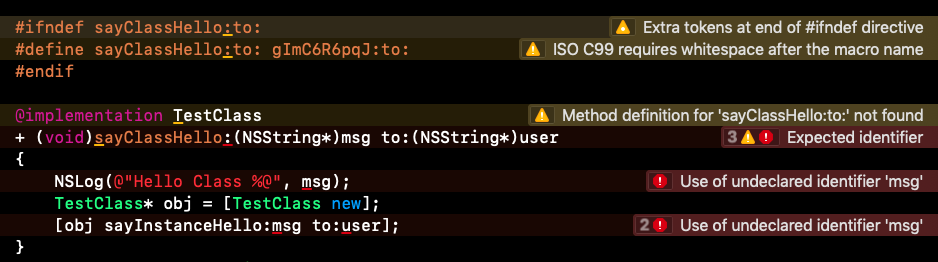 #ifndef sayClassHello:to: Extra tokens at end of #ifndef directive
#define sayClassHello:to: gImC6R6pqJ:to: ISO C99 requires whitespace after the macro name
#endif
@implementation TestClass Method definition for 'sayClassHello:to:' not found
+ (void)sayClassHello:(NSString*)msg to:(NSString*)user 3 Expected identifier
{
NSLog(@"Hello Class %@", msg); Use of undeclared identifier 'msg'
TestClass* obj = [TestClass new];
[obj sayInstanceHello:msg to:user]; 2 Use of undeclared identifier 'msg'
}